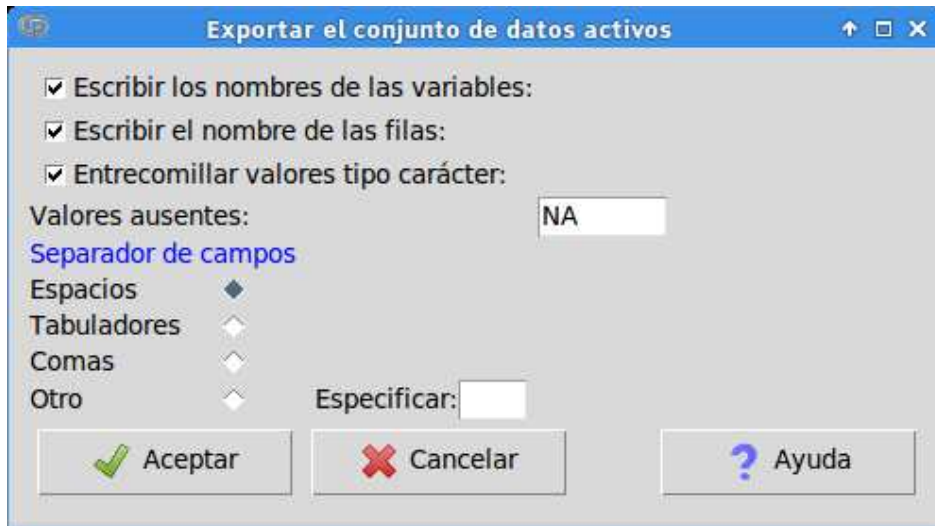 Exportar el conjunto de datos activos
Escribir los nombres de las variables:
Escribir el nombre de las filas:
Entrecomillar valores tipo carácter:
Valores ausentes: NA
Separador de campos
Espacios
Tabuladores
Comas
Otro Especificar:
Aceptar Cancelar Ayuda